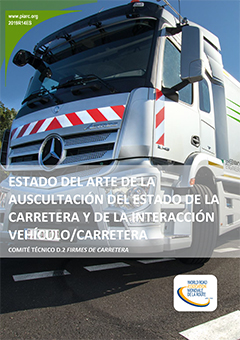 www.piarc.org
2019R14ES
ESTADO DEL ARTE DE LA
AUSCULTACIÓN DEL ESTADO DE LA
CARRETERA Y DE LA INTERACCIÓN
VEHÍCULO/CARRETERA
COMITÉ TÉCNICO D.2 FIRMES DE CARRETERA
WORLD ROAD
ASSOCIATION
MONDIALE
DE LA ROUTE